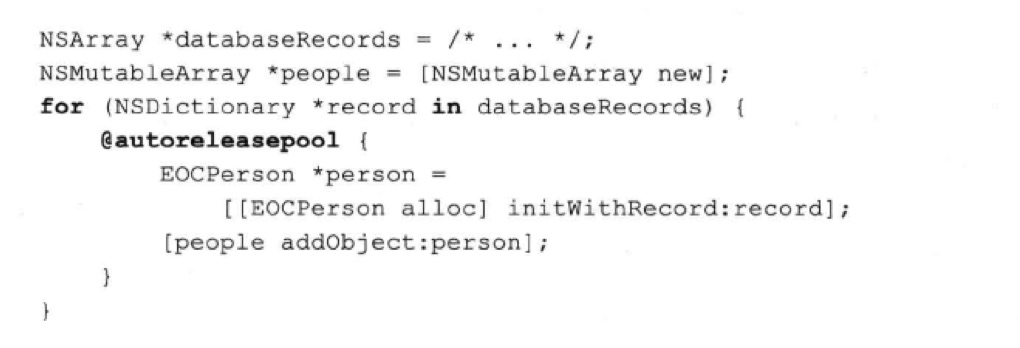 NSArray *databaseRecords = /* ... */;
NSMutableArray *people = [NSMutableArray new];
for (NSDictionary *record in databaseRecords) {
    @autoreleasepool {
        EOCPerson *person =
            [[EOCPerson alloc] initWithRecord:record];
        [people addObject:person];
    }
}